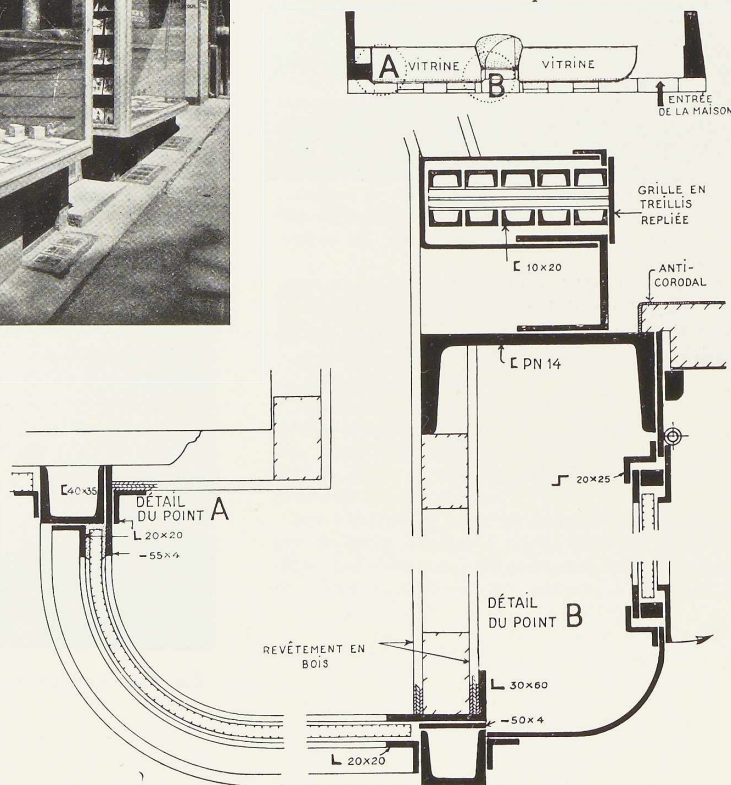 A
VITRINE
B
VITRINE
ENTRÉE
DE LA MAISON
GRILLE EN
TREILLIS
REPLIÉE
[ 10×20
ANTI-
CORODAL
[ PN 14
20×25
[40×35
DÉTAIL
DU POINT A
L 20×20
-55×4
DÉTAIL
DU POINT B
REVÊTEMENT EN
BOIS
L 30×60
-50×4
L 20×20